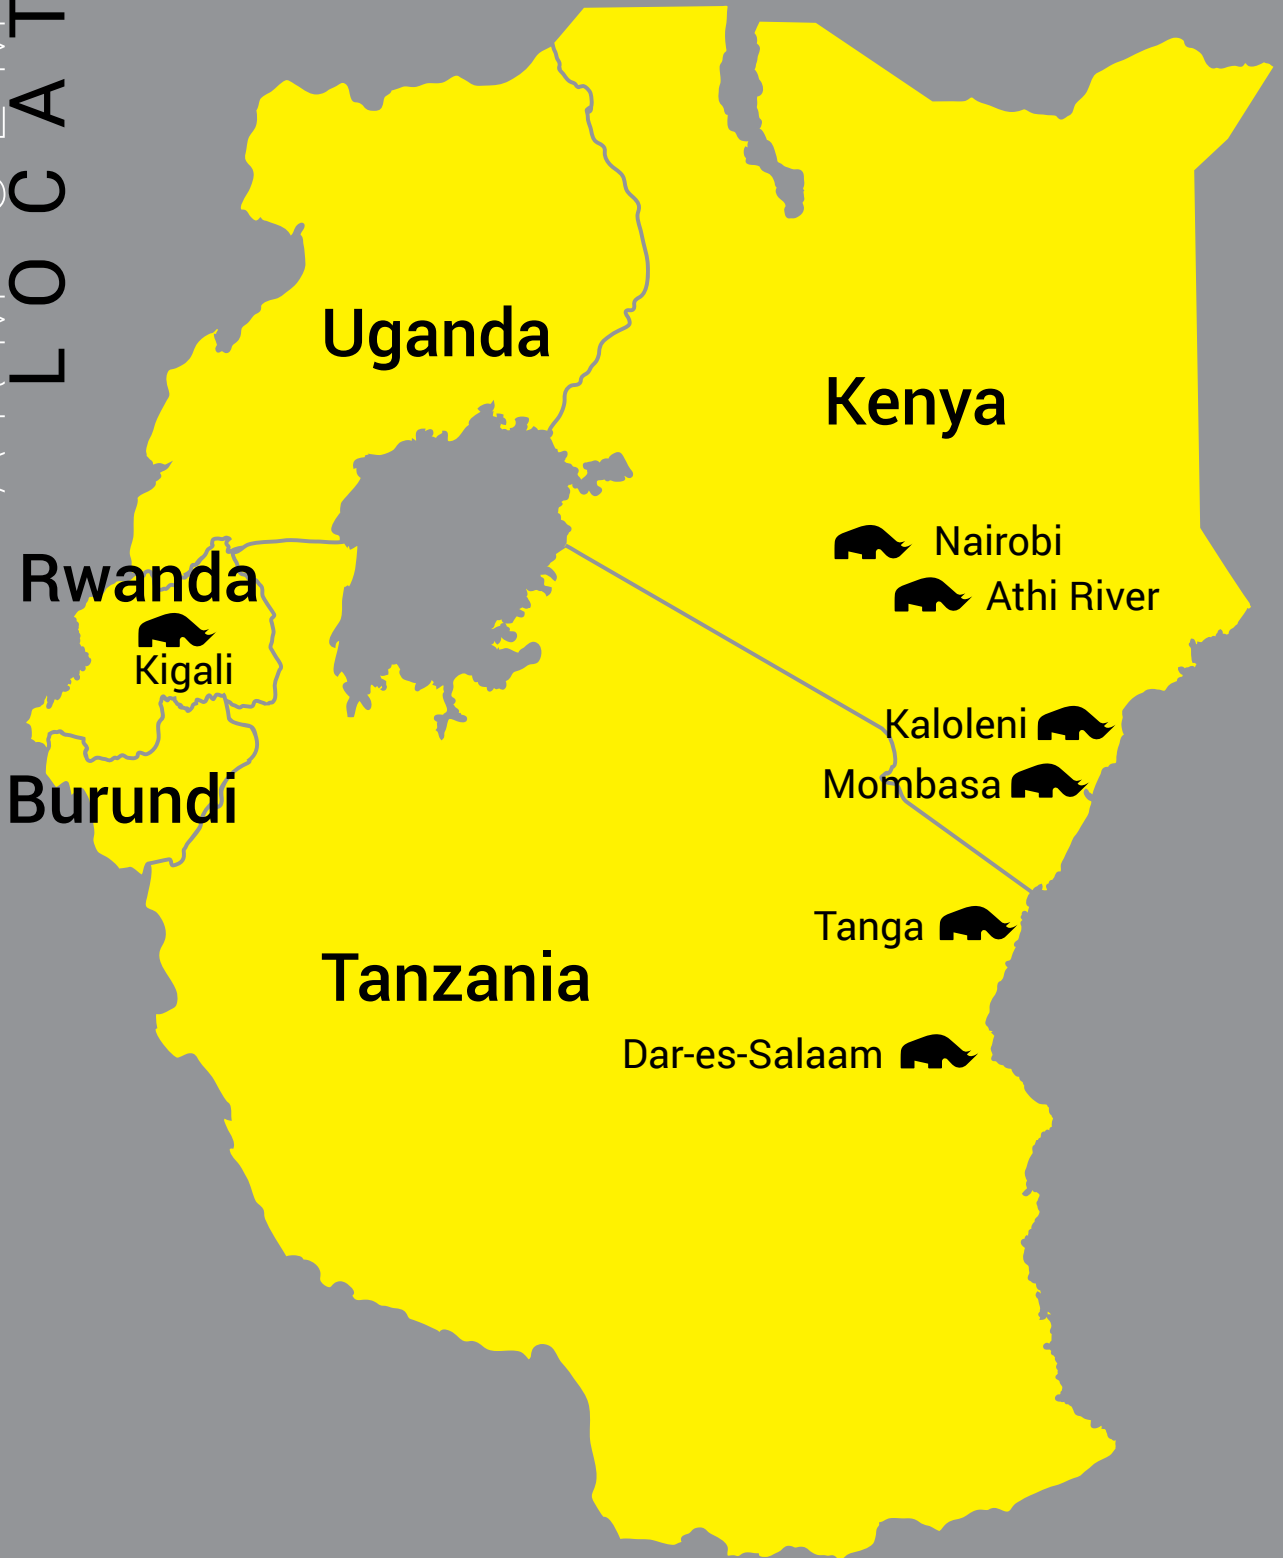 LOCAT
Uganda
Kenya
Nairobi
Rwanda
Athi River
Kigali
Kaloleni
Burundi
Mombasa
Tanga
Tanzania
Dar-es-Salaam